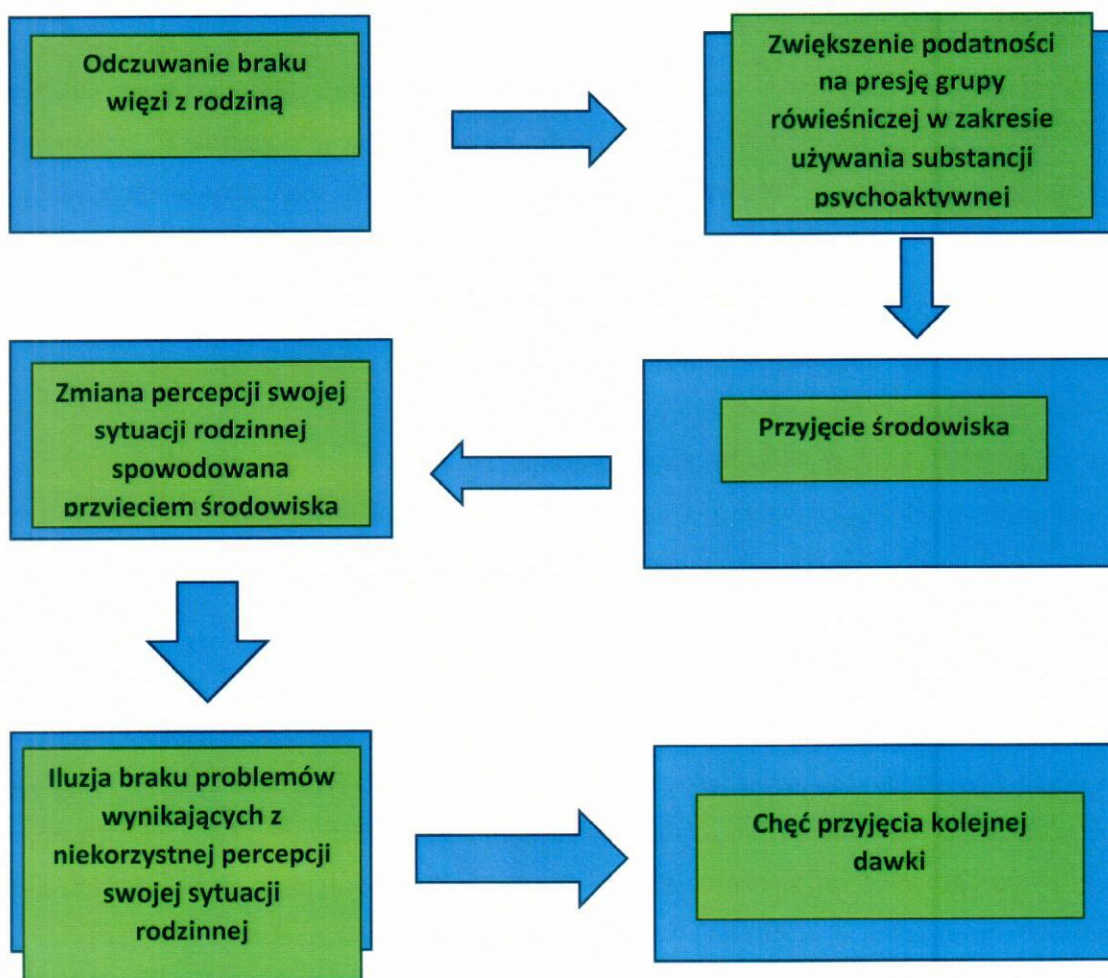 Odczuwanie braku
więzi z rodziną
Zwiększenie podatności
na presję grupy
rówieśniczej w zakresie
używania substancji
psychoaktywnej
Przyjęcie środowiska
Zmiana percepcji swojej
sytuacji rodzinnej
spowodowana
przyjęciem środowiska
Iluzja braku problemów
wynikających z
niekorzystnej percepcji
swojej sytuacji
rodzinnej
Chęć przyjęcia kolejnej
dawki